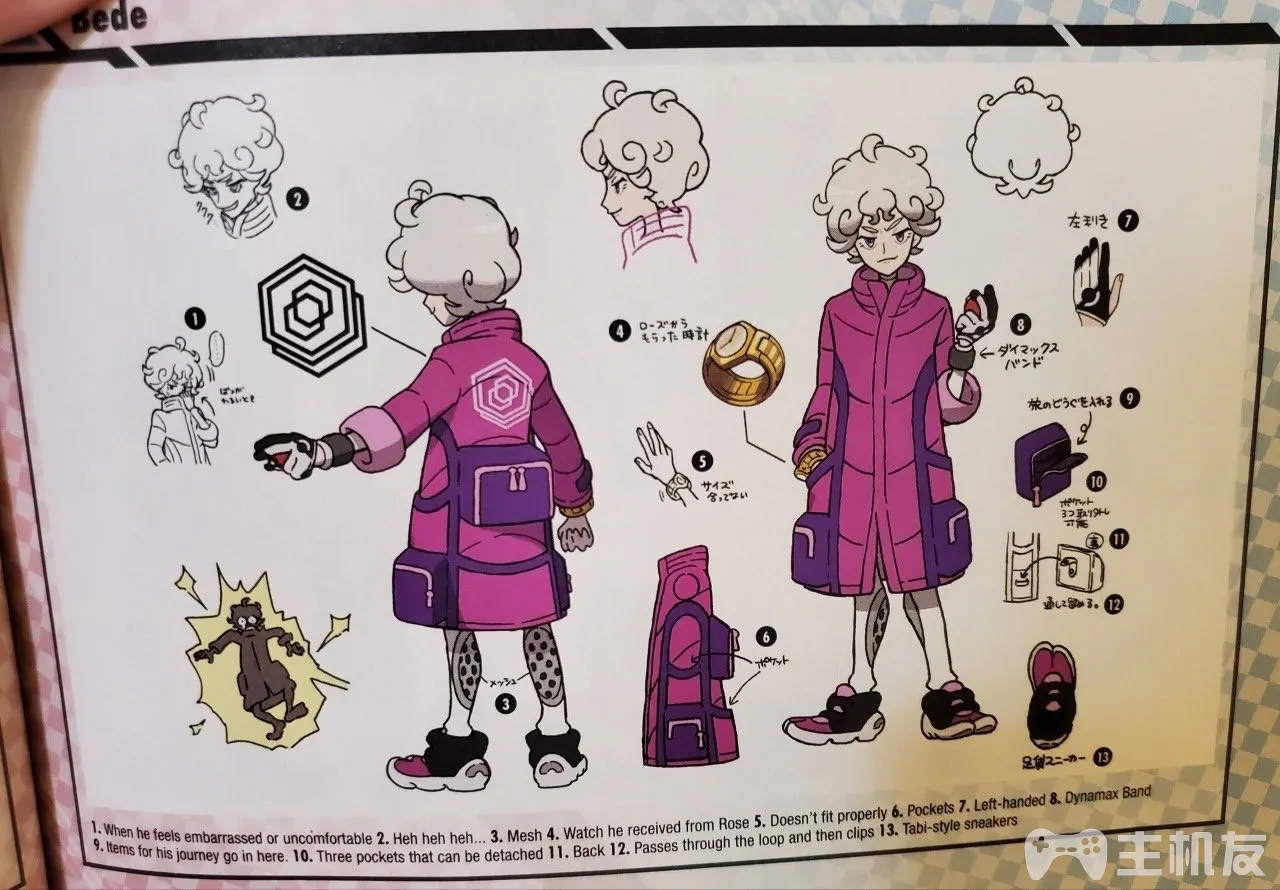 Bede
2
ククク
1
ばつが
わるいとき
4
ローズから
もらった時計
5
サイズ
合ってない
左利き
7
8
ダイマックス
バンド
旅のどうぐを入れる
9
10
ポケット
3つ取り外し
可能
裏
11
通して留める。
12
6
ポケット
メッシュ
3
足袋スニーカー
13
1. When he feels embarrassed or uncomfortable 2. Heh heh heh... 3. Mesh 4. Watch he received from Rose 5. Doesn't fit properly 6. Pockets 7. Left-handed 8. Dynamax Band
9. Items for his journey go in here. 10. Three pockets that can be detached 11. Back 12. Passes through the loop and then clips 13. Tabi-style sneakers
主机友